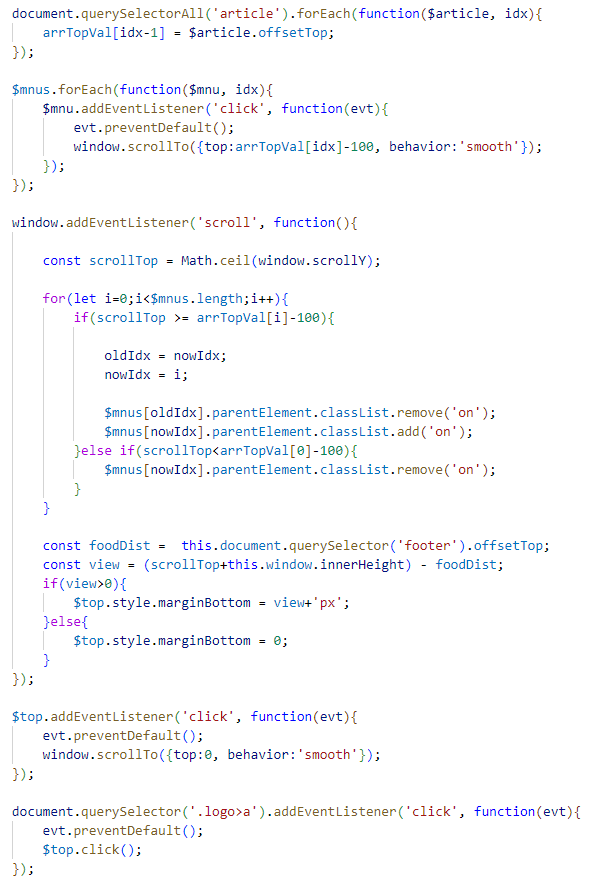 document.querySelectorAll('article').forEach(function($article, idx){
    arrTopVal[idx-1] = $article.offsetTop;
});

$mnus.forEach(function($mnu, idx){
    $mnu.addEventListener('click', function(evt){
        evt.preventDefault();
        window.scrollTo({top:arrTopVal[idx]-100, behavior:'smooth'});
    });
});

window.addEventListener('scroll', function(){

    const scrollTop = Math.ceil(window.scrollY);

    for(let i=0;i<$mnus.length;i++){
        if(scrollTop >= arrTopVal[i]-100){

            oldIdx = nowIdx;
            nowIdx = i;

            $mnus[oldIdx].parentElement.classList.remove('on');
            $mnus[nowIdx].parentElement.classList.add('on');
        }else if(scrollTop<arrTopVal[0]-100){
            $mnus[nowIdx].parentElement.classList.remove('on');
        }
    }

    const foodDist =  this.document.querySelector('footer').offsetTop;
    const view = (scrollTop+this.window.innerHeight) - foodDist;
    if(view>0){
        $top.style.marginBottom = view+'px';
    }else{
        $top.style.marginBottom = 0;
    }
});

$top.addEventListener('click', function(evt){
    evt.preventDefault();
    window.scrollTo({top:0, behavior:'smooth'});
});

document.querySelector('.logo>a').addEventListener('click', function(evt){
    evt.preventDefault();
    $top.click();
});